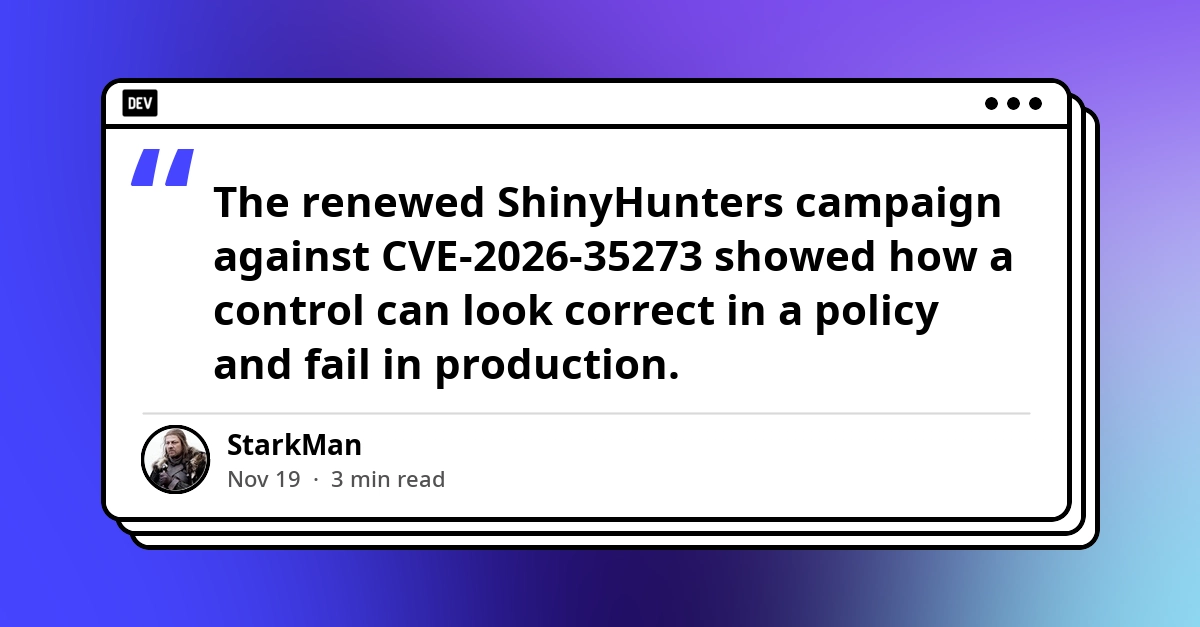 DEV
“
The renewed ShinyHunters campaign
against CVE-2026-35273 showed how a
control can look correct in a policy
and fail in production.
StarkMan
Nov 19 · 3 min read